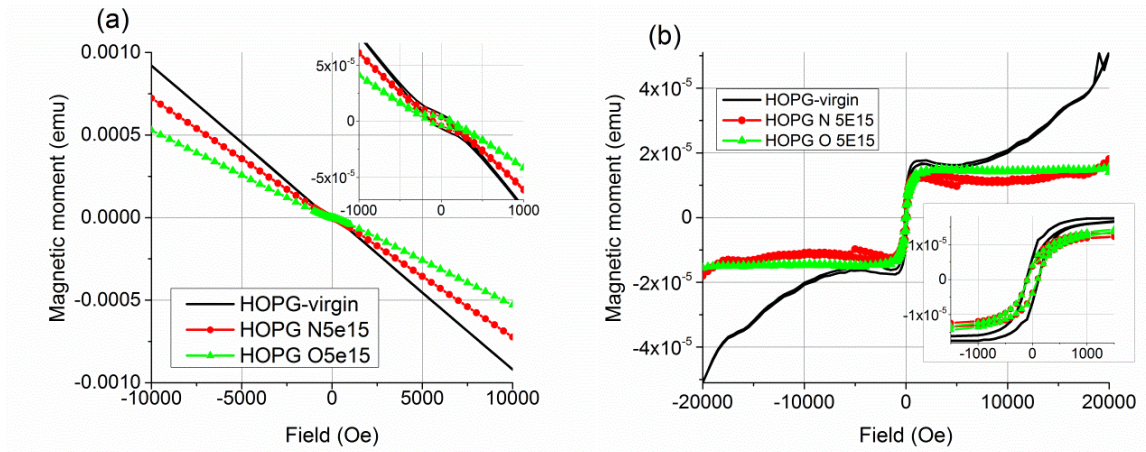 (a)
0.0010
0.0005
0.0000
-0.0005
-0.0010
Magnetic moment (emu)
-10000 -5000 0 5000 10000
Field (Oe)
HOPG-virgin
HOPG N5e15
HOPG O5e15
5x10-5
0
-5x10-5
-1000 0 1000
(b)
4x10-5
2x10-5
0
-2x10-5
-4x10-5
Magnetic moment (emu)
-20000 -10000 0 10000 20000
Field (Oe)
HOPG-virgin
HOPG N 5E15
HOPG O 5E15
1x10-5
0
-1x10-5
-1000 0 1000